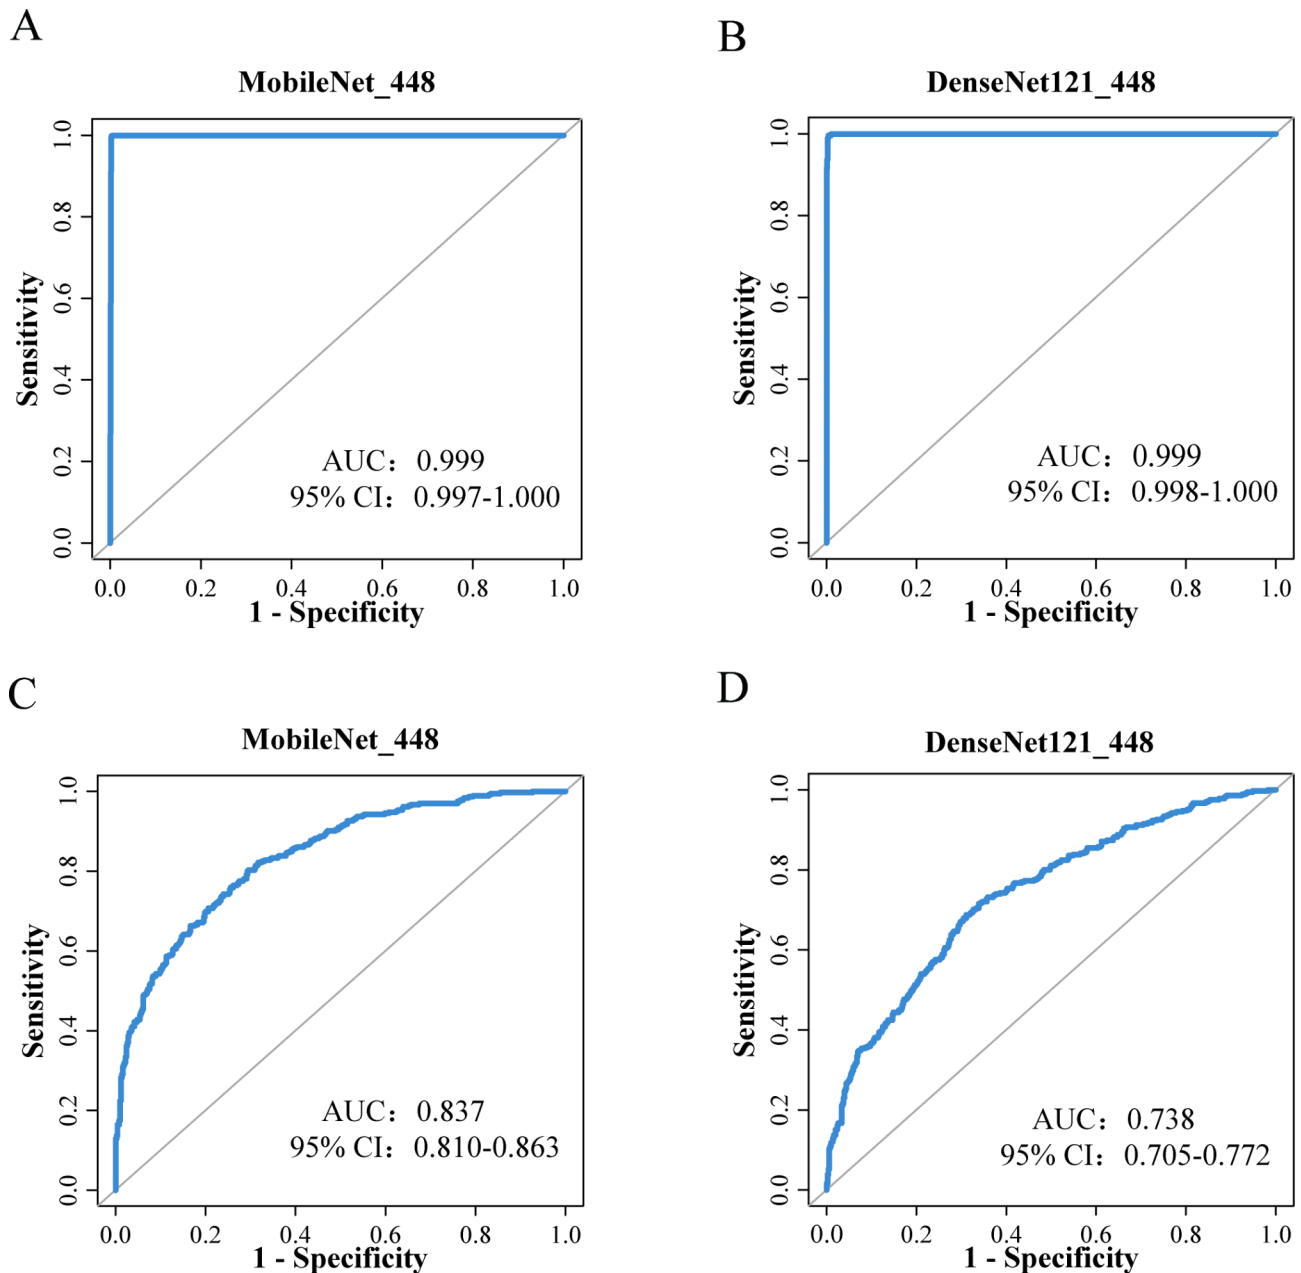 A
MobileNet_448
Sensitivity
0.0 0.2 0.4 0.6 0.8 1.0
AUC：0.999
95% CI：0.997-1.000
0.0 0.2 0.4 0.6 0.8 1.0
1 - Specificity
B
DenseNet121_448
Sensitivity
0.0 0.2 0.4 0.6 0.8 1.0
AUC：0.999
95% CI：0.998-1.000
0.0 0.2 0.4 0.6 0.8 1.0
1 - Specificity
C
MobileNet_448
Sensitivity
0.0 0.2 0.4 0.6 0.8 1.0
AUC：0.837
95% CI：0.810-0.863
0.0 0.2 0.4 0.6 0.8 1.0
1 - Specificity
D
DenseNet121_448
Sensitivity
0.0 0.2 0.4 0.6 0.8 1.0
AUC：0.738
95% CI：0.705-0.772
0.0 0.2 0.4 0.6 0.8 1.0
1 - Specificity